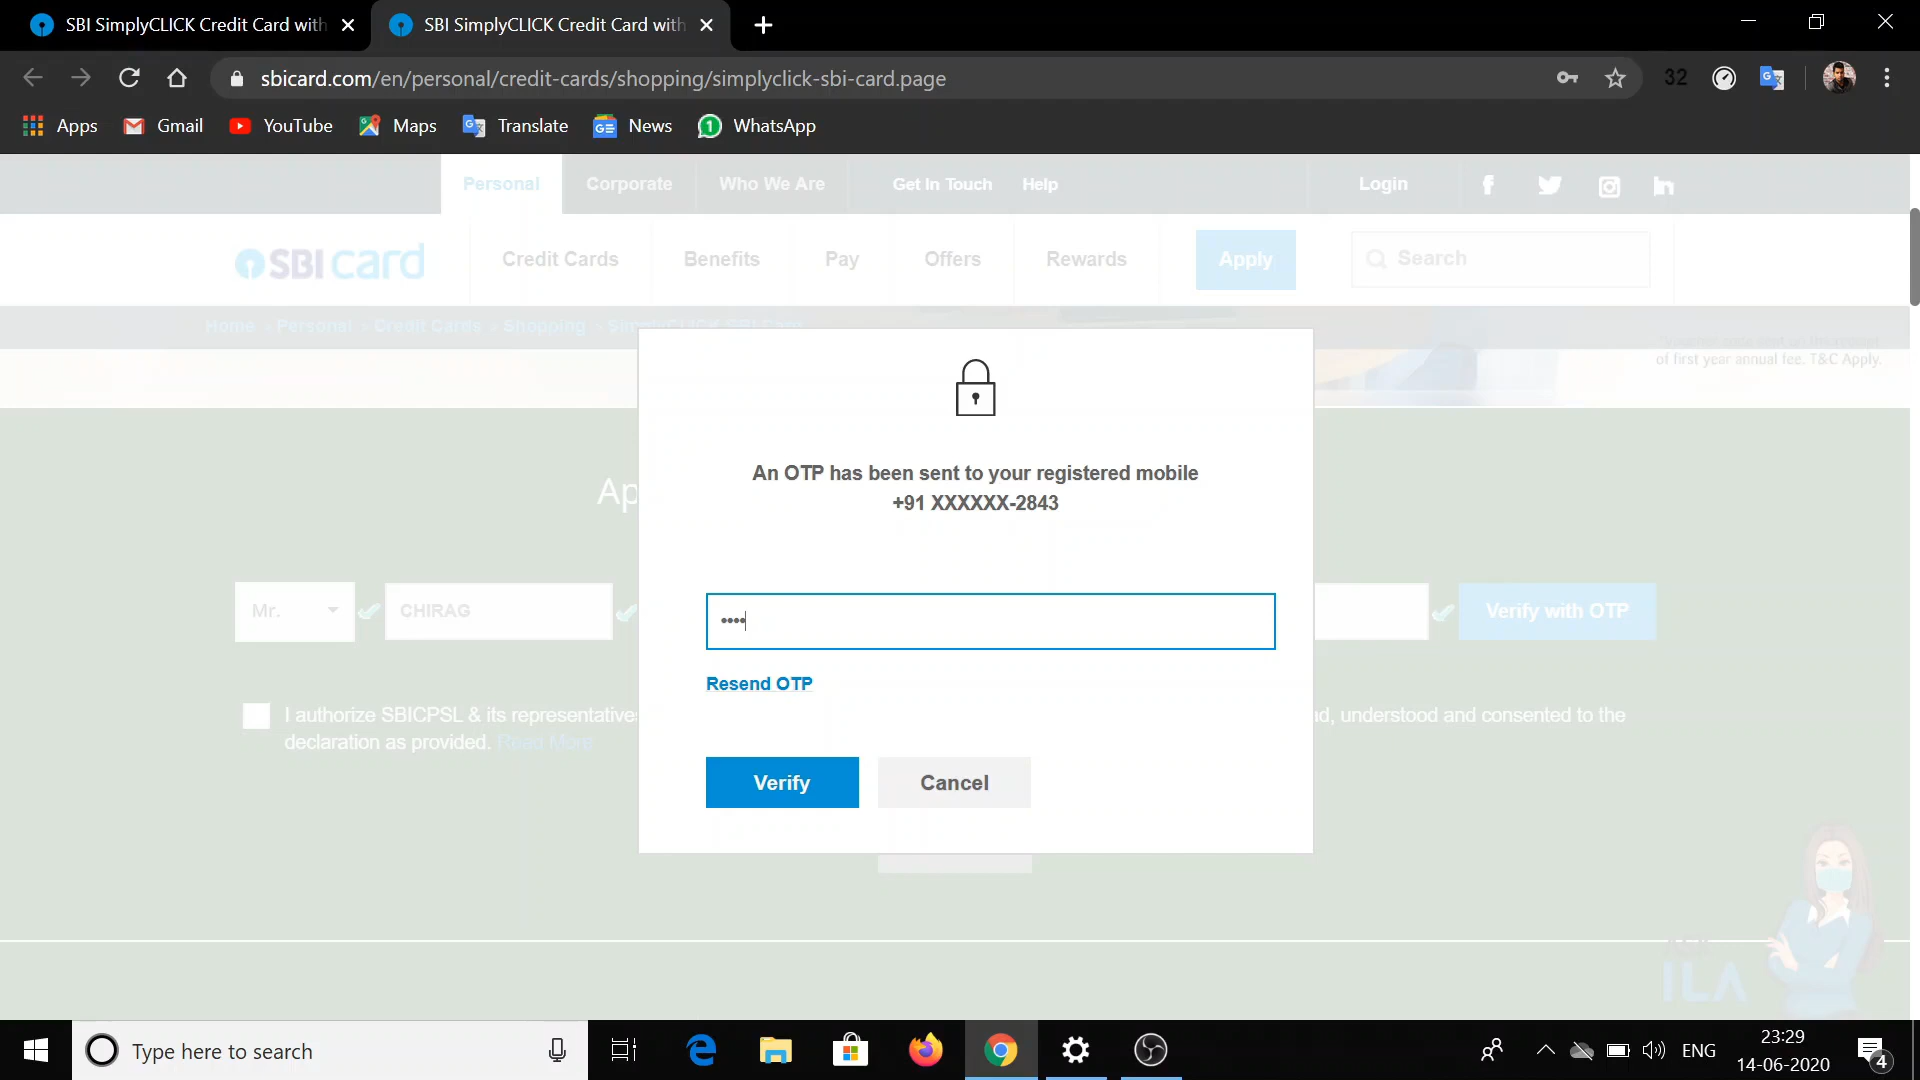 SBI SimplyCLICK Credit Card with
SBI SimplyCLICK Credit Card with
sbicard.com/en/personal/credit-cards/shopping/simplyclick-sbi-card.page
32
Apps
Gmail
YouTube
Maps
Translate
News
WhatsApp
Personal
Corporate
Who We Are
Get In Touch
Help
Login
SBI card
Credit Cards
Benefits
Pay
Offers
Rewards
Apply
Search
Home > Personal > Credit Cards > Shopping > SimplyCLICK SBI Card
of first year annual fee. T&C Apply.
An OTP has been sent to your registered mobile
+91 XXXXXX-2843
Ap
Mr.
CHIRAG
••••
Verify with OTP
Resend OTP
I authorize SBICPSL & its representatives
d, understood and consented to the
declaration as provided. Read More
Verify
Cancel
ILA
Type here to search
ENG
23:29
14-06-2020
4